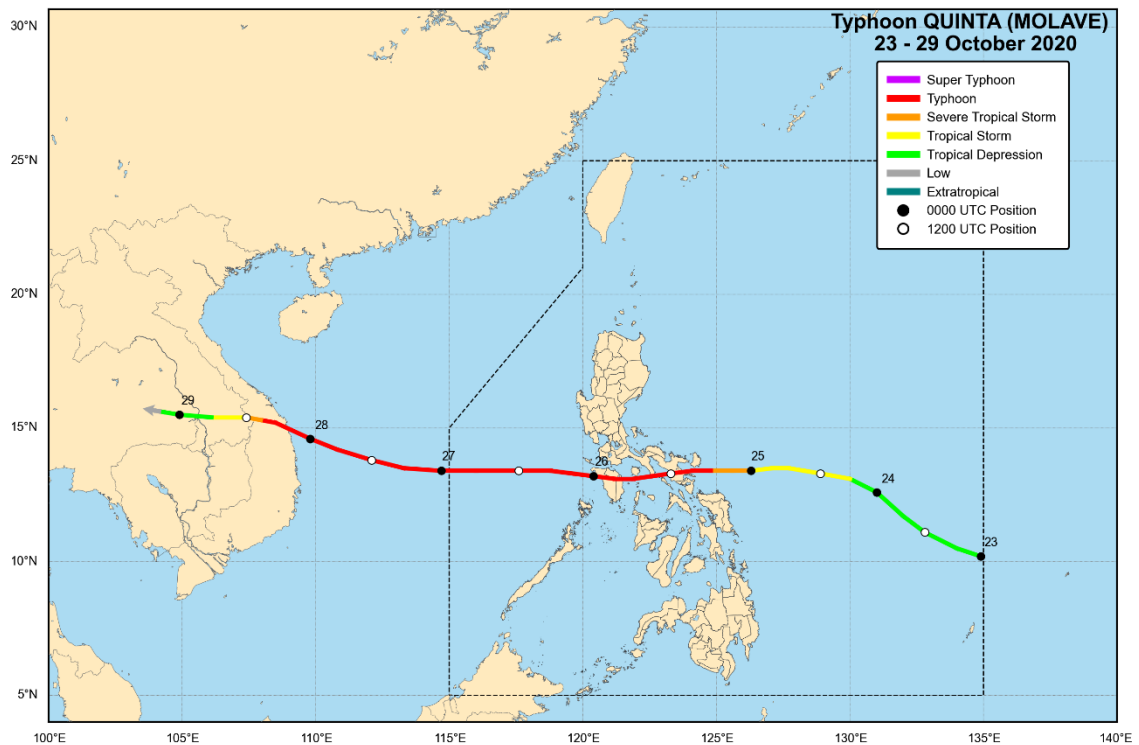 Typhoon QUINTA (MOLAVE)
23 - 29 October 2020
Super Typhoon
Typhoon
Severe Tropical Storm
Tropical Storm
Tropical Depression
Low
Extratropical
0000 UTC Position
1200 UTC Position
30°N
25°N
20°N
15°N
10°N
5°N
29
28
27
26
25
24
23
100°E
105°E
110°E
115°E
120°E
125°E
130°E
135°E
140°E